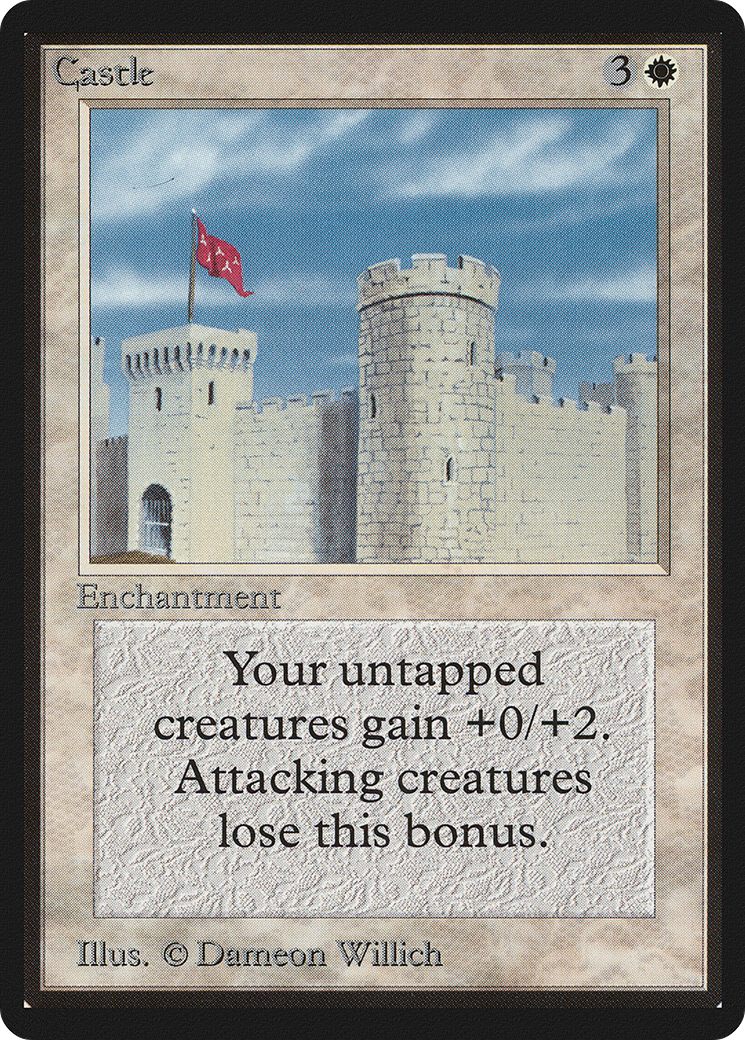 Castle 3
Enchantment
Your untapped
creatures gain +0/+2.
Attacking creatures
lose this bonus.
Illus. © Dameon Willich